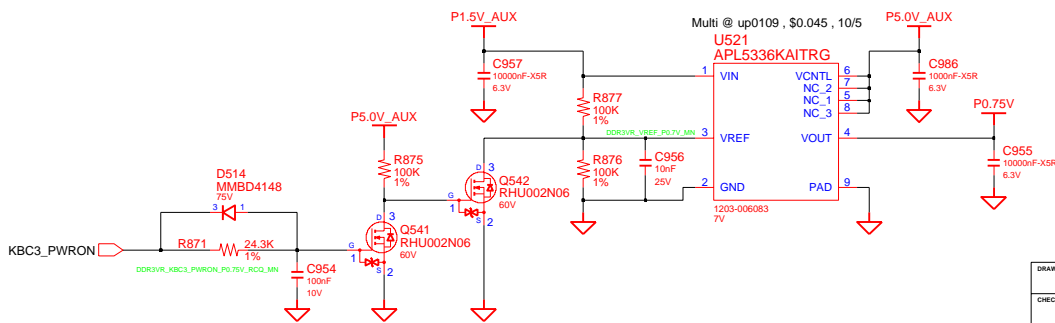 P1.5V_AUX
Multi @ up0109 , $0.045 , 10/5
P5.0V_AUX
U521
APL5336KAITRG
C957
10000nF-X5R
6.3V
1
VIN
VCNTL
6
NC_2
7
NC_1
5
NC_3
8
C986
1000nF-X5R
6.3V
R877
100K
1%
P0.75V
P5.0V_AUX
DDR3VR_VREF_P0.7V_MN
3
VREF
VOUT
4
R875
100K
1%
R876
100K
1%
C956
10nF
25V
C955
10000nF-X5R
6.3V
D514
MMBD4148
75V
3
1
D
3
Q542
RHU002N06
60V
G
1
S
2
2
GND
PAD
9
1203-006083
7V
KBC3_PWRON
R871
24.3K
1%
DDR3VR_KBC3_PWRON_P0.75V_RCQ_MN
D
3
Q541
RHU002N06
60V
G
1
S
2
C954
100nF
10V
DRAW
CHEC